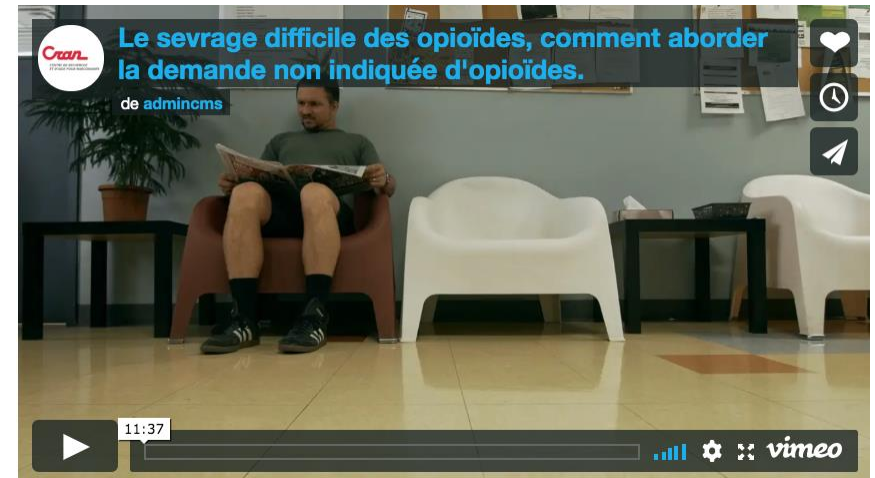 Le sevrage difficile des opioïdes, comment aborder
la demande non indiquée d'opioïdes.
de admincms
Cran
11:37
vimeo